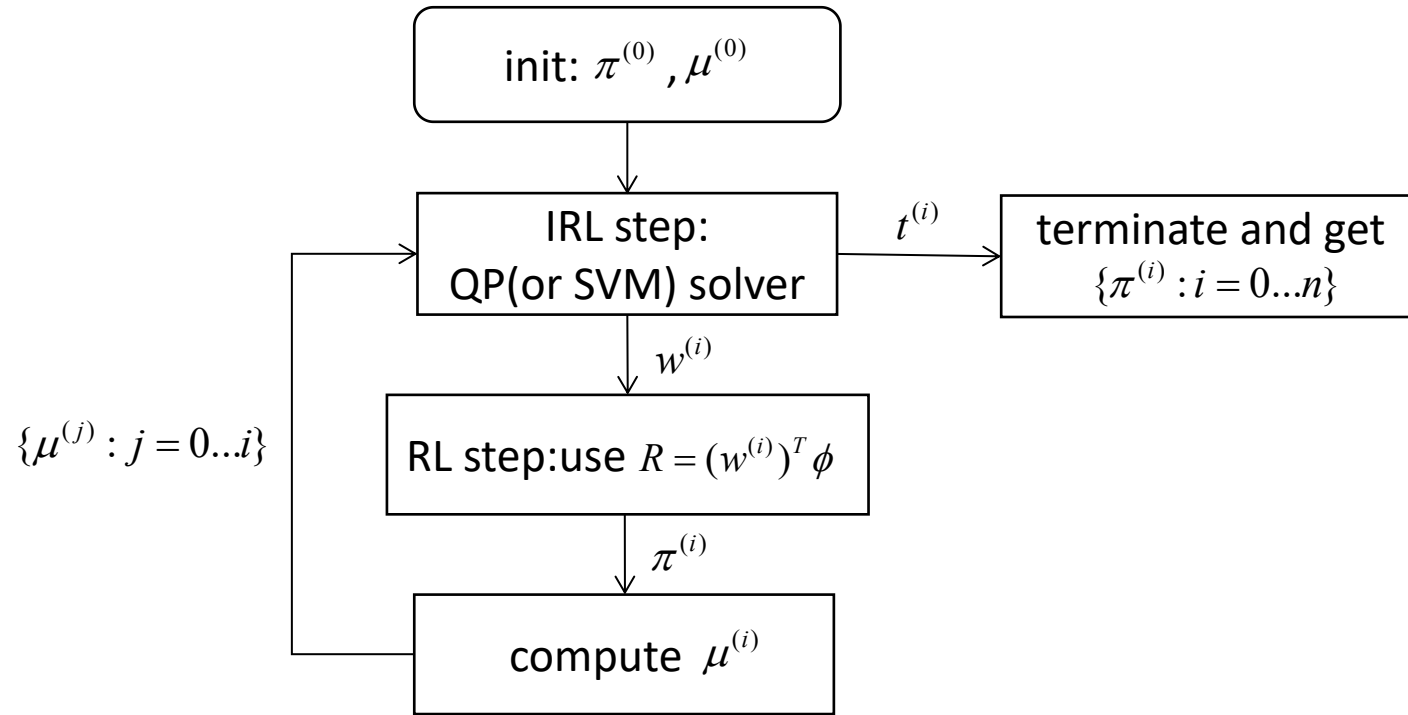 init: π^(0) , μ^(0)
IRL step:
QP(or SVM) solver
t^(i)
terminate and get
{π^(i) : i = 0...n}
w^(i)
{μ^(j) : j = 0...i}
RL step:use R = (w^(i))^T ϕ
π^(i)
compute μ^(i)